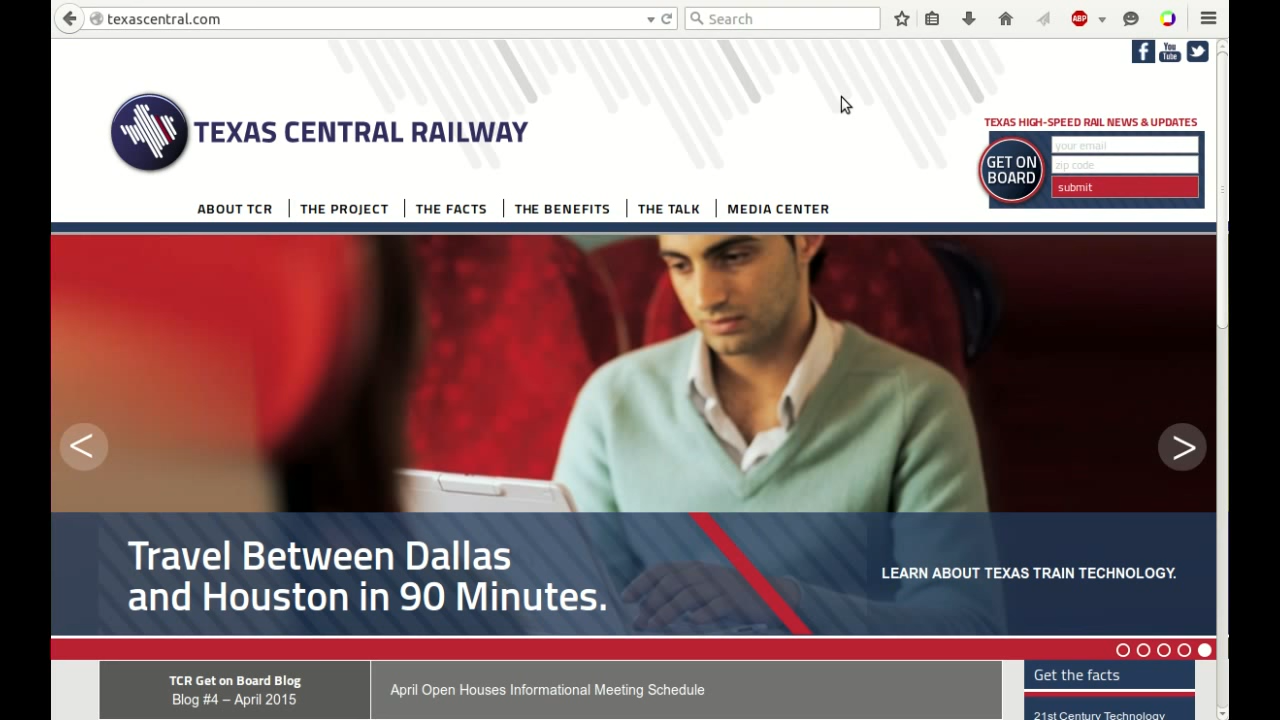 texascentral.com
Search
ABP
f
You
Tube
TEXAS CENTRAL RAILWAY
TEXAS HIGH-SPEED RAIL NEWS & UPDATES
GET ON
BOARD
your email
zip code
submit
ABOUT TCR
THE PROJECT
THE FACTS
THE BENEFITS
THE TALK
MEDIA CENTER
<
>
Travel Between Dallas
and Houston in 90 Minutes.
LEARN ABOUT TEXAS TRAIN TECHNOLOGY.
TCR Get on Board Blog
Blog #4 – April 2015
April Open Houses Informational Meeting Schedule
Get the facts
21st Century Technology